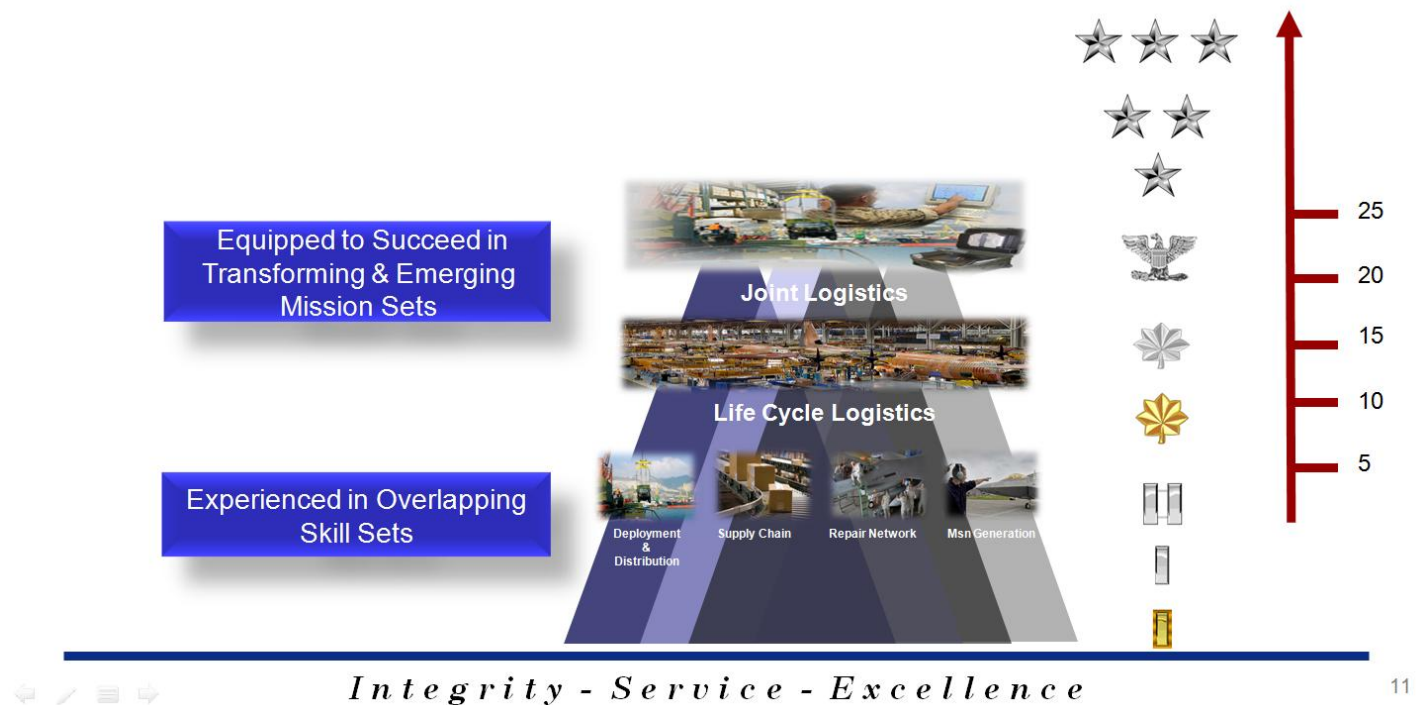 Equipped to Succeed in
Transforming & Emerging
Mission Sets
Joint Logistics
Life Cycle Logistics
Experienced in Overlapping
Skill Sets
Deployment
&
Distribution
Supply Chain
Repair Network
Msn Generation
25
20
15
10
5
Integrity - Service - Excellence
11